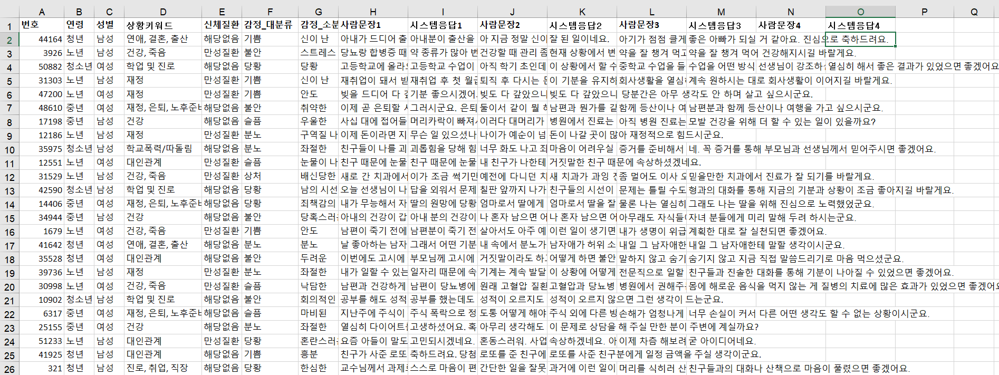 A B C D E F G H I J K L M N O P Q
1 번호 연령 성별 상황키워드 신체질환 감정_대분류 감정_소분 사람문장1 시스템응답1 사람문장2 시스템응답2 사람문장3 시스템응답3 사람문장4 시스템응답4
2 44164 청년 남성 연애, 결혼, 출산 해당없음 기쁨 신이 난 아내가 드디어 출 아내분이 출산을 아 지금 정말 신이 잘 된 일이네요. 아기가 점점 클게 좋은 아빠가 되실 거 같아요. 진심으로 축하드려요.
3 3926 노년 남성 건강, 죽음 만성질환 불안 스트레스 당뇨랑 합병증 때 약 종류가 많아 번 건강할 때 관리 좀 현재 상황에서 변 약을 잘 챙겨 먹고 약을 잘 챙겨 먹어 건강해지시길 바랄게요.
4 50882 청소년 여성 학업 및 진로 해당없음 당황 당황 고등학교에 올라오 고등학교 수업이 아직 학기 초인데 이 상황에서 할 수 중학교 수업을 들 수업을 어떤 방식 선생님이 강조하 열심히 해서 좋은 결과가 있었으면 좋겠어요
5 31303 노년 남성 재정 만성질환 기쁨 신이 난 재취업이 돼서 받 재취업 후 첫 월급 퇴직 후 다시는 돈 이 기분을 유지하 회사생활을 열심히 계속 원하시는 대로 회사생활이 이어지길 바랄게요.
6 47200 노년 여성 재정 만성질환 기쁨 안도 빚을 드디어 다 갚 기분 좋으시겠어. 빚도 다 갚았으니 빚도 다 갚았으니 당분간은 아무 생각도 안 하며 살고 싶으시군요.
7 48610 중년 여성 재정, 은퇴, 노후준비 해당없음 불안 취약한 이제 곧 은퇴할 시 그러시군요. 은퇴 둘이서 같이 뭘 하 남편과 뭔가를 같 함께 등산이나 여 남편분과 함께 등산이나 여행을 가고 싶으시군요.
8 17198 중년 남성 건강 해당없음 슬픔 우울한 사십 대에 접어들 머리카락이 빠져서 이러다 대머리가 병원에서 진료는 아직 병원 진료는 모발 건강을 위해 더 할 수 있는 일이 있을까요?
9 12186 노년 남성 재정 만성질환 분노 구역질 나 이제 돈이라면 지 무슨 일 있으셨나 나이가 예순이 넘 돈이 나갈 곳이 많아 재정적으로 힘드시군요.
10 35975 청소년 남성 학교폭력/따돌림 해당없음 분노 좌절한 친구들이 나를 괴 괴롭힘을 당해 힘 너무 화도 나고 좌 마음이 어려우실 증거를 준비해서 네. 꼭 증거를 통해 부모님과 선생님께서 믿어주시면 좋겠어요.
11 12551 노년 여성 대인관계 만성질환 슬픔 눈물이 나 친구 때문에 눈물 친구 때문에 눈물 내 친구가 나한테 거짓말한 친구 때문에 속상하셨겠네요.
12 31529 노년 남성 건강, 죽음 만성질환 상처 배신당한 새로 간 치과에서 이가 조금 썩기만 예전에 다니던 치 새 치과가 과잉 진 좀 멀어도 이사 오 믿을만한 치과에서 진료가 잘 되기를 바랄게요.
13 42590 청소년 남성 학업 및 진로 해당없음 당황 남의 시선 오늘 선생님이 나 답을 외워서 문제 칠판 앞까지 나가 친구들의 시선이 문제는 틀릴 수도 형과의 대화를 통해 지금의 기분과 상황이 조금 좋아지길 바랄게요.
14 14406 중년 여성 재정, 은퇴, 노후준비 해당없음 당황 죄책감의 내가 무능해서 자 딸의 원망에 당황 엄마로서 딸에게 엄마로서 딸을 잘 물론 나는 열심히 그래도 나는 딸을 위해 진심으로 노력했었군요.
15 34944 중년 남성 건강 해당없음 불안 당혹스러운 아내의 건강이 갑 아내 분의 건강이 나 혼자 남으면 어 나 혼자 남으면 어 아무래도 자식들에 자녀 분들에게 미리 말해 두려 하시는군요.
16 1679 노년 여성 건강, 죽음 만성질환 기쁨 안도 남편이 죽기 전에 남편분이 죽기 전 살아서도 아주 예 이런 일이 생기면 내가 생명이 위급 계획한 대로 잘 실천되면 좋겠어요.
17 41642 청년 여성 연애, 결혼, 출산 해당없음 분노 분노 날 좋아하는 남자 그래서 어떤 기분 내 속에서 분노가 남자애가 허위 소 내일 그 남자애한 내일 그 남자애한테 말할 생각이시군요.
18 35528 청년 여성 대인관계 해당없음 불안 두려운 이번에도 고시에 부모님께 고시에 거짓말이라도 하고 어떻게 하면 불안 말하지 않고 숨기 숨기지 않고 지금 직접 말씀드리기로 마음 먹으셨군요.
19 39736 노년 남성 재정 만성질환 분노 좌절한 내가 일할 수 있는 일자리 때문에 속 기계는 계속 발달 이 상황에 어떻게 전문직으로 일할 친구들과 진솔한 대화를 통해 기분이 나아질 수 있었으면 좋겠어요.
20 30998 노년 여성 건강, 죽음 만성질환 슬픔 낙담한 남편과 건강하게 남편이 당뇨병에 원래 고혈압 질환 고혈압과 당뇨병 병원에서 권해주는 몸에 해로운 음식을 먹지 않는 게 질병의 치료에 많은 효과가 있었으면 좋겠어요
21 10902 청소년 남성 학업 및 진로 해당없음 불안 회의적인 공부를 해도 성적 공부를 했는데도 성적이 오르지도 성적이 오르지 않으면 그런 생각이 드는군요.
22 6317 중년 여성 재정, 은퇴, 노후준비 해당없음 슬픔 마비된 지난주에 주식이 주식 폭락으로 정 도통 어떻게 해야 주식 외에 다른 방 손해가 엄청나게 너무 손실이 커서 다른 어떤 생각도 할 수 없는 상황이시군요.
23 25155 중년 여성 건강 해당없음 분노 좌절한 열심히 다이어트를 고생하셨어요. 혹 아무리 생각해도 이 문제로 상담을 해 주실 만한 분이 주변에 계실까요?
24 51233 노년 남성 대인관계 만성질환 당황 혼란스러운 요즘 아들이 말도 고민되시겠네요. 혼동스러워. 사업 속상하겠네요. 아 이제 차츰 해보려 굳 아이디어네요.
25 41925 청년 남성 대인관계 해당없음 기쁨 흥분 친구가 사준 로또 축하드려요. 당첨 로또를 준 친구에 로또를 사준 친구분에게 일정 금액을 주실 생각이군요.
26 321 청년 남성 진로, 취업, 직장 해당없음 당황 한심한 교수님께서 과제 스스로 마음이 편 간단한 일을 잘못 과거에 이런 일이 머리를 식히러 산 친구들과의 대화나 산책으로 마음이 풀렸으면 좋겠어요.